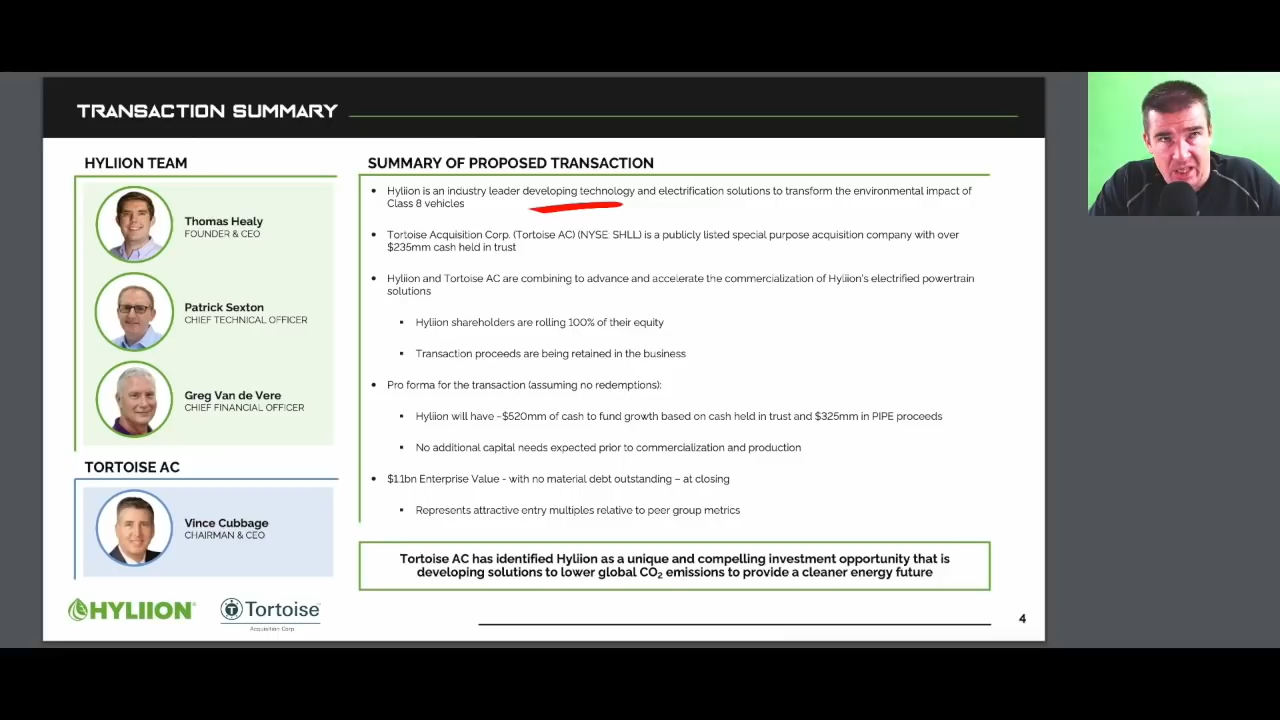 TRANSACTION SUMMARY
HYLIION TEAM
Thomas Healy
FOUNDER & CEO
Patrick Sexton
CHIEF TECHNICAL OFFICER
Greg Van de Vere
CHIEF FINANCIAL OFFICER
TORTOISE AC
Vince Cubbage
CHAIRMAN & CEO
HYLIION
Tortoise
Acquisition Corp.
SUMMARY OF PROPOSED TRANSACTION
• Hyliion is an industry leader developing technology and electrification solutions to transform the environmental impact of
Class 8 vehicles
• Tortoise Acquisition Corp. (Tortoise AC) (NYSE: SHLL) is a publicly listed special purpose acquisition company with over
$235mm cash held in trust
• Hyliion and Tortoise AC are combining to advance and accelerate the commercialization of Hyliion's electrified powertrain
solutions
▪ Hyliion shareholders are rolling 100% of their equity
▪ Transaction proceeds are being retained in the business
• Pro forma for the transaction (assuming no redemptions):
▪ Hyliion will have ~$520mm of cash to fund growth based on cash held in trust and $325mm in PIPE proceeds
▪ No additional capital needs expected prior to commercialization and production
• $1.1bn Enterprise Value - with no material debt outstanding – at closing
▪ Represents attractive entry multiples relative to peer group metrics
Tortoise AC has identified Hyliion as a unique and compelling investment opportunity that is
developing solutions to lower global CO₂ emissions to provide a cleaner energy future
4